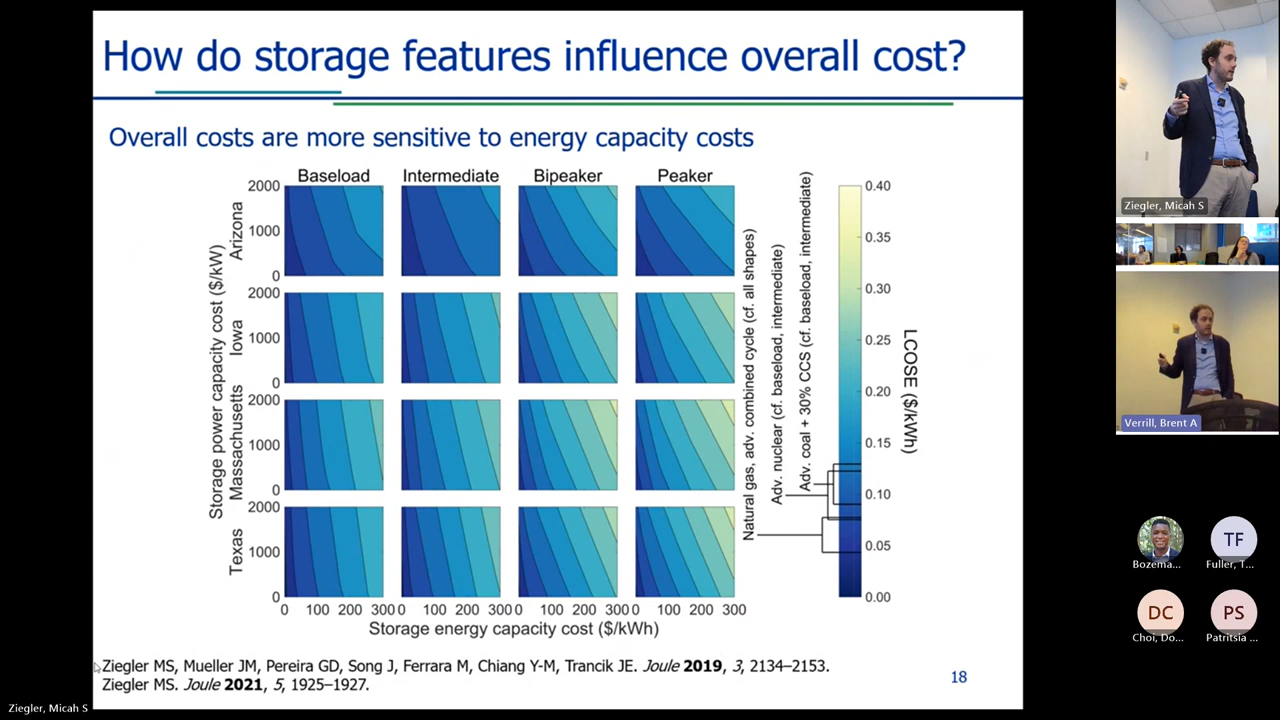 How do storage features influence overall cost?
Overall costs are more sensitive to energy capacity costs
Baseload
Intermediate
Bipeaker
Peaker
Storage power capacity cost ($/kW)
Arizona
2000
1000
0
Iowa
2000
1000
0
Massachusetts
2000
1000
0
Texas
2000
1000
0
0 100 200 300
0 100 200 300
0 100 200 300
0 100 200 300
Storage energy capacity cost ($/kWh)
Natural gas, adv. combined cycle (cf. all shapes)
Adv. nuclear (cf. baseload, intermediate)
Adv. coal + 30% CCS (cf. baseload, intermediate)
0.40
0.35
0.30
0.25
0.20
0.15
0.10
0.05
0.00
LCOSE ($/kWh)
Ziegler MS, Mueller JM, Pereira GD, Song J, Ferrara M, Chiang Y-M, Trancik JE. Joule 2019, 3, 2134–2153.
Ziegler MS. Joule 2021, 5, 1925–1927.
18
Ziegler, Micah S
Ziegler, Micah S
Verrill, Brent A
TF
Bozema...
Fuller, T...
DC
PS
Choi, Do...
Patritsia ...